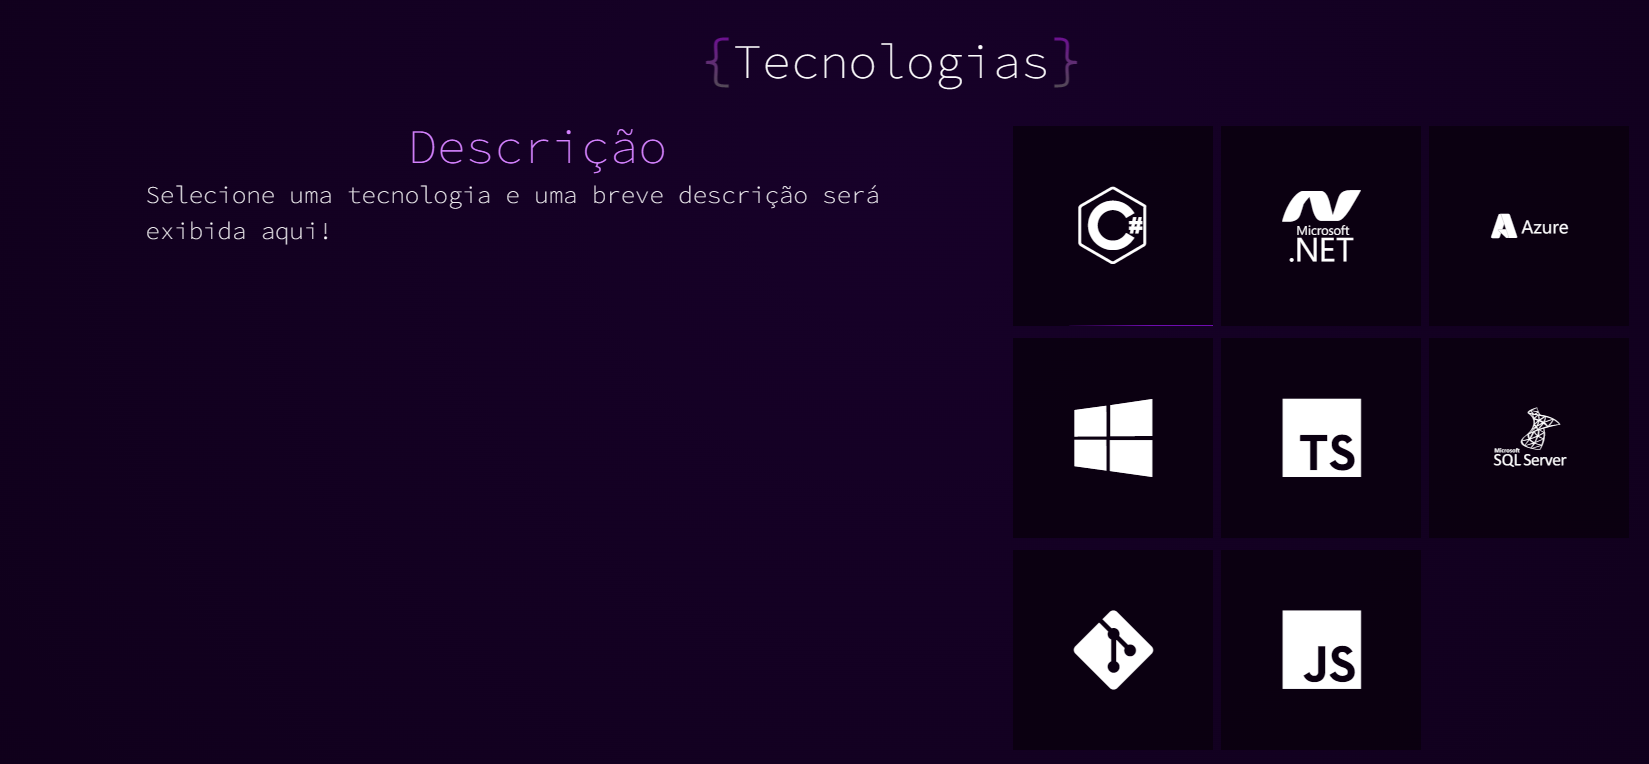 {Tecnologias}
Descrição
Selecione uma tecnologia e uma breve descrição será
exibida aqui!
C#
Microsoft
.NET
Azure
TS
Microsoft
SQL Server
JS